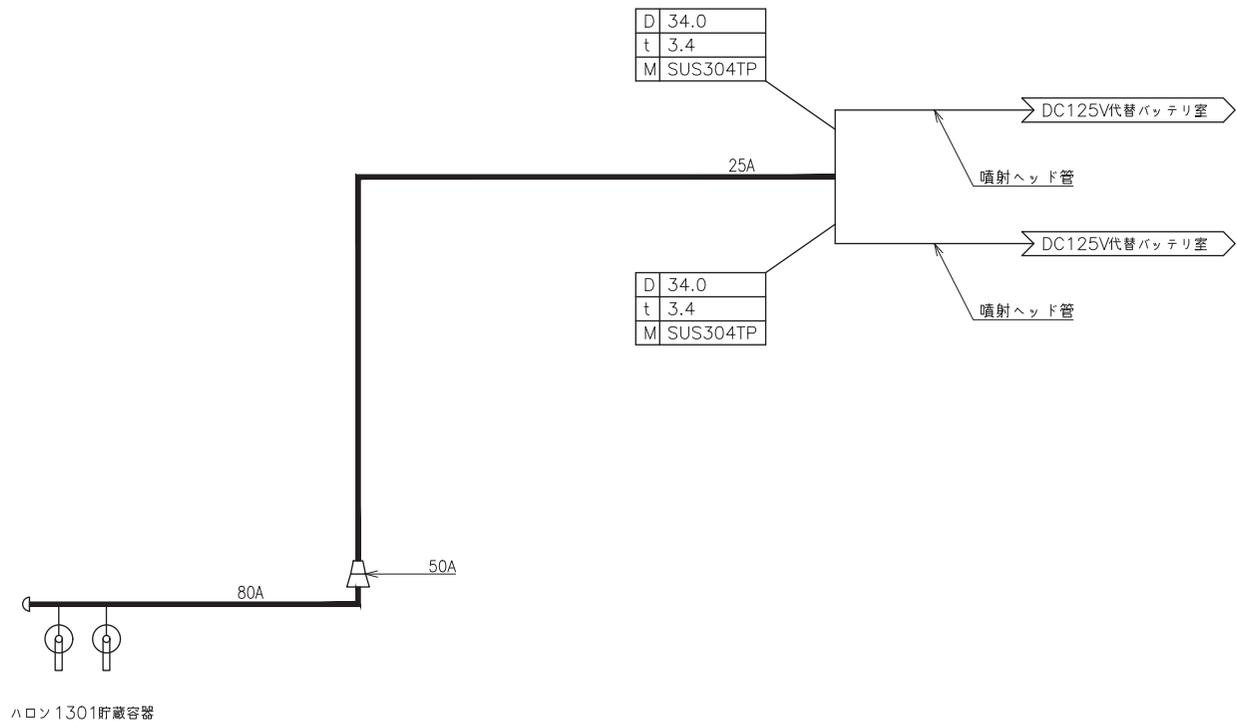 D 34.0
t 3.4
M SUS304TP
DC125V代替バッテリ室
25A
噴射ヘッド管
DC125V代替バッテリ室
D 34.0
t 3.4
M SUS304TP
噴射ヘッド管
50A
80A
ハロン1301貯蔵容器